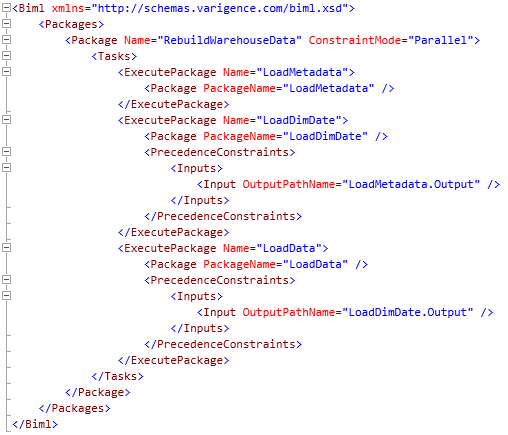 <Biml xmlns="http://schemas.varigence.com/biml.xsd">
    <Packages>
        <Package Name="RebuildWarehouseData" ConstraintMode="Parallel">
            <Tasks>
                <ExecutePackage Name="LoadMetadata">
                    <Package PackageName="LoadMetadata" />
                </ExecutePackage>
                <ExecutePackage Name="LoadDimDate">
                    <Package PackageName="LoadDimDate" />
                    <PrecedenceConstraints>
                        <Inputs>
                            <Input OutputPathName="LoadMetadata.Output" />
                        </Inputs>
                    </PrecedenceConstraints>
                </ExecutePackage>
                <ExecutePackage Name="LoadData">
                    <Package PackageName="LoadData" />
                    <PrecedenceConstraints>
                        <Inputs>
                            <Input OutputPathName="LoadDimDate.Output" />
                        </Inputs>
                    </PrecedenceConstraints>
                </ExecutePackage>
            </Tasks>
        </Package>
    </Packages>
</Biml>